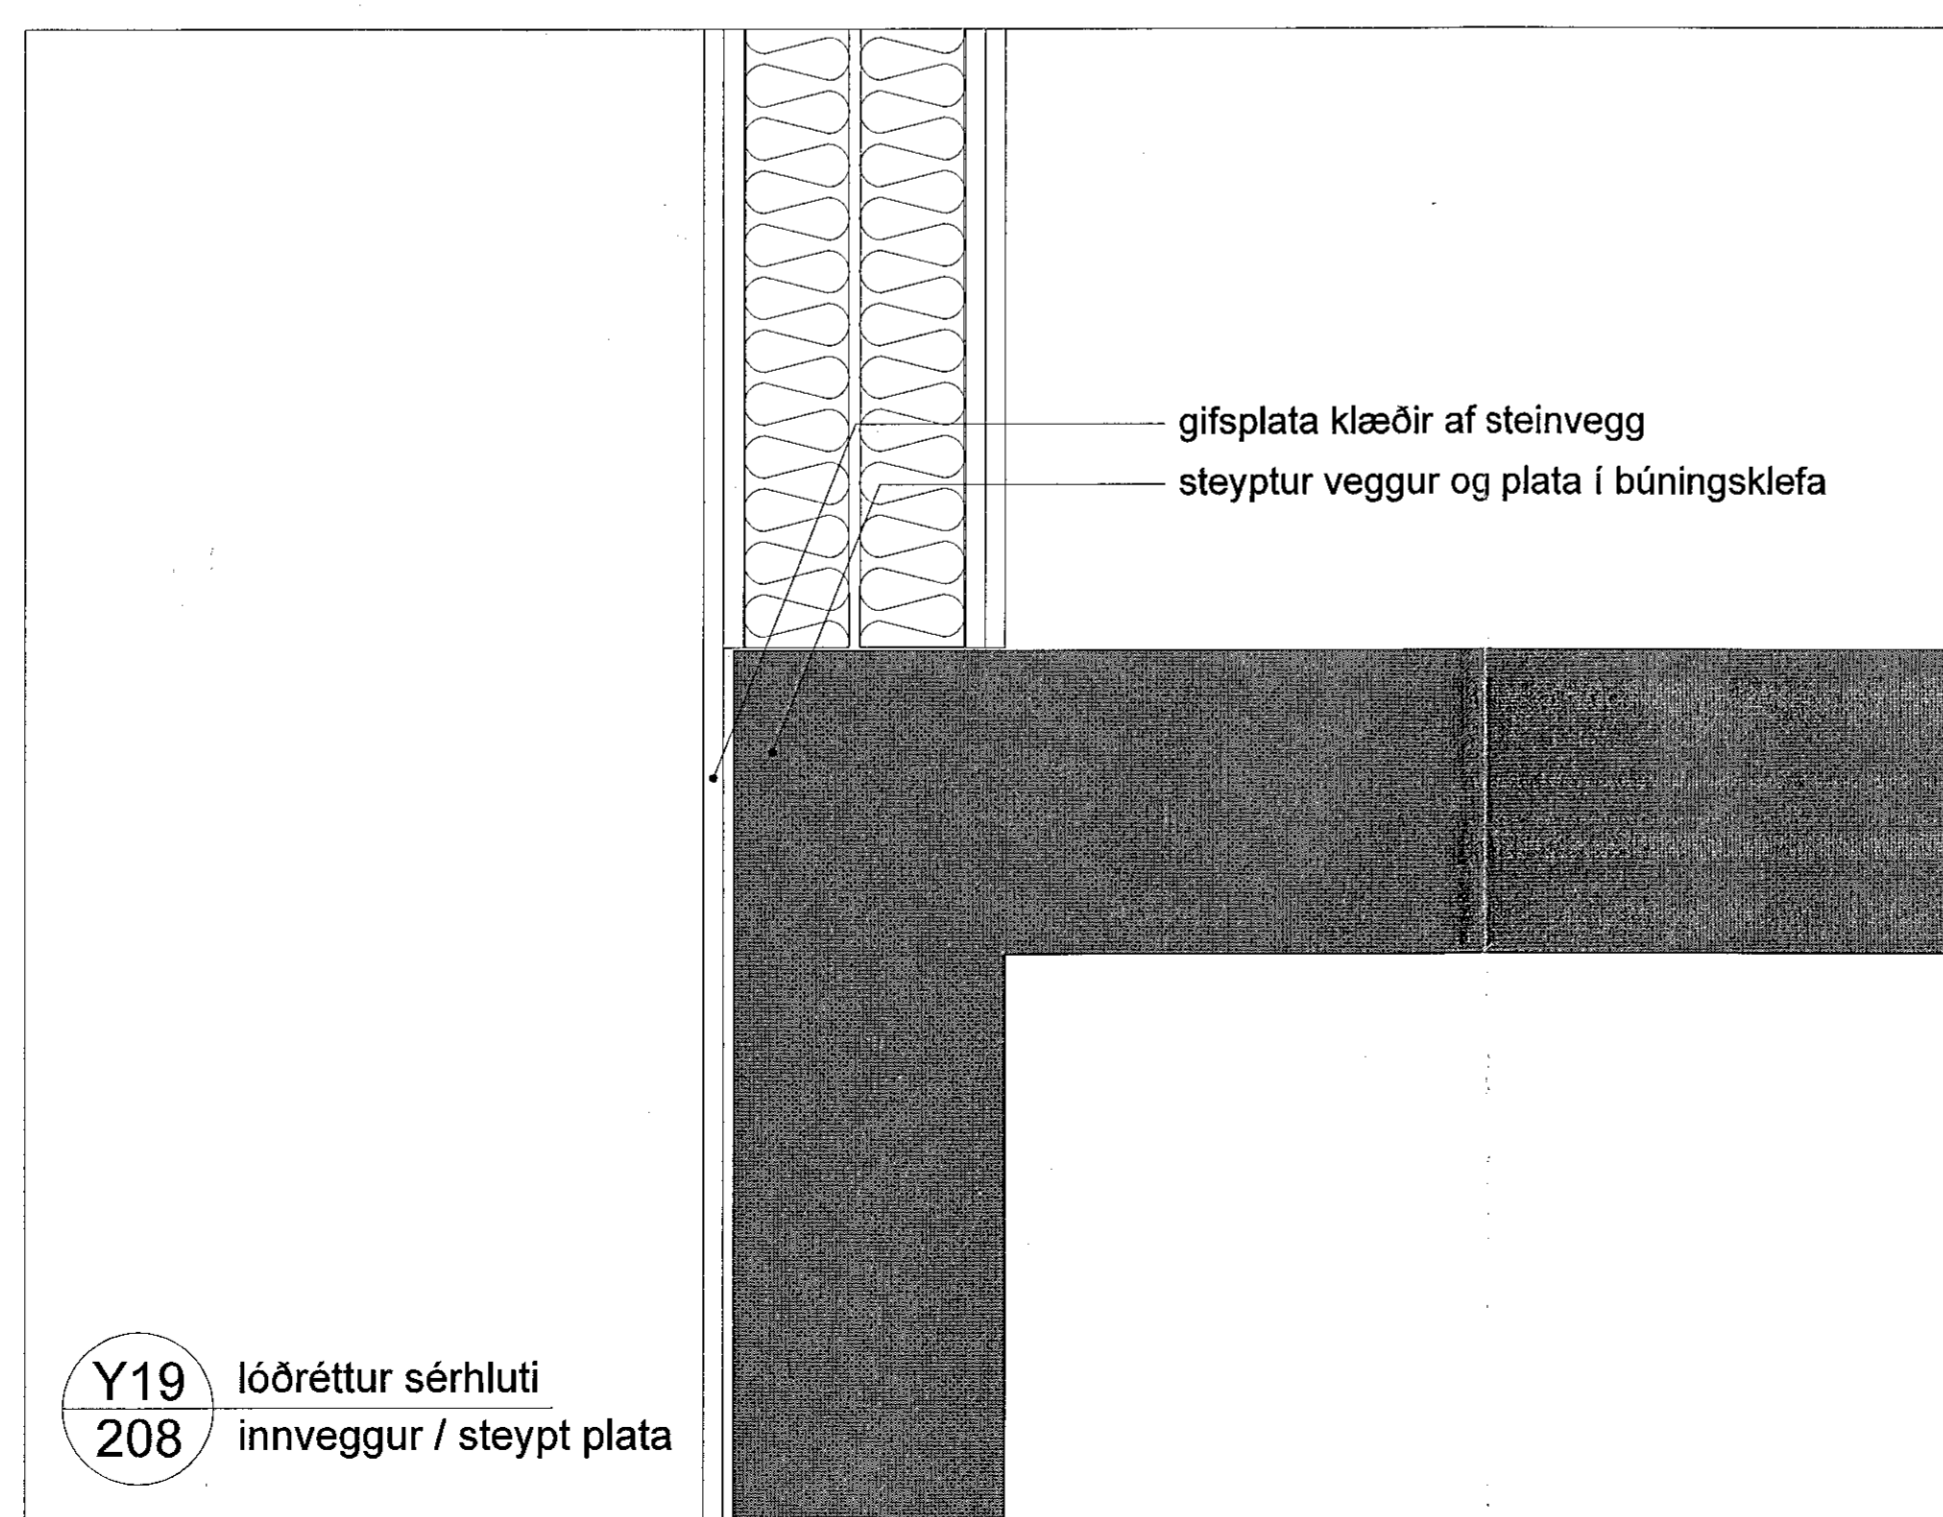 gifsplata klæðir af steinvegg
steyptur veggur og plata í búningsklefa
Y19
lóðréttur sérhluti
208
innveggur / steypt plata